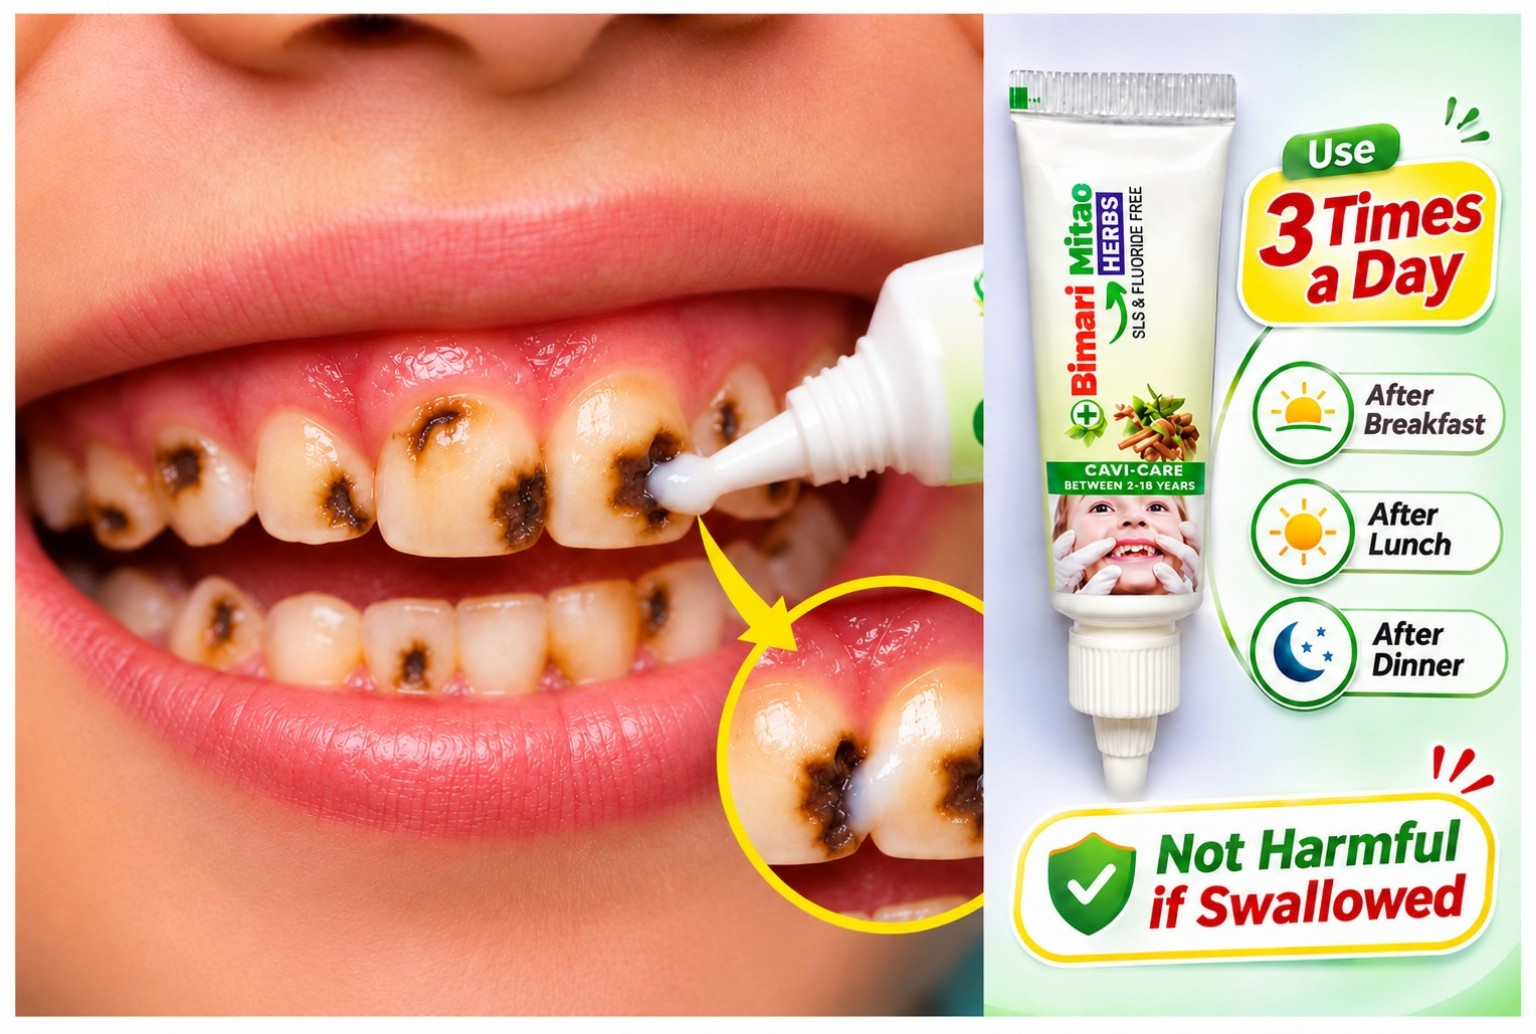 Bimari Mitao
HERBS
SLS & FLUORIDE FREE
CAVI-CARE
BETWEEN 2-18 YEARS
Use
3 Times
a Day
After
Breakfast
After
Lunch
After
Dinner
Not Harmful
if Swallowed